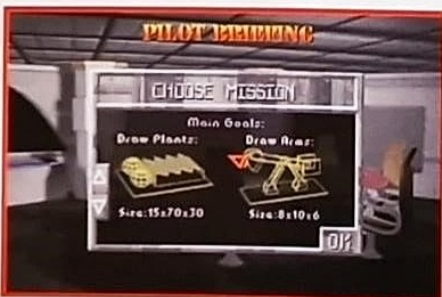 PILOT BRIEFING
CHOOSE MISSION
Main Goals:
Draw Plants: Draw Arms:
Size:15x70x30 Size:8x10x6
OK